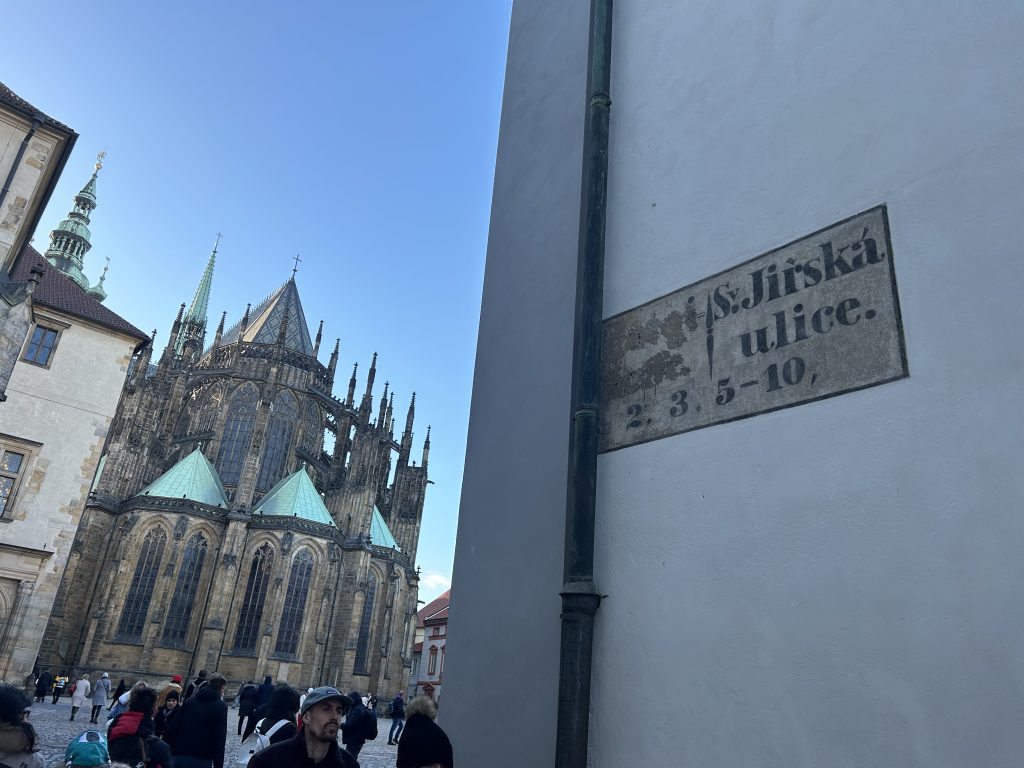 Sv. Jiřská
ulice.
2, 3, 5-10,